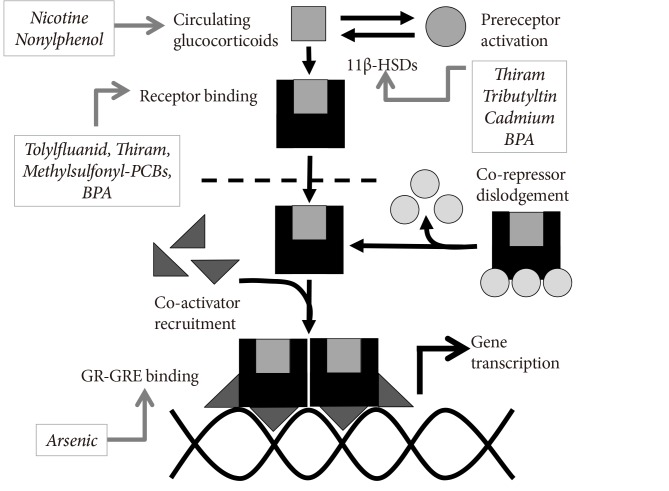 Nicotine
Nonylphenol
Circulating
glucocorticoids
Prereceptor
activation
11β-HSDs
Thiram
Tributyltin
Cadmium
BPA
Receptor binding
Tolylfluanid, Thiram,
Methylsulfonyl-PCBs,
BPA
Co-repressor
dislodgement
Co-activator
recruitment
Gene
transcription
GR-GRE binding
Arsenic